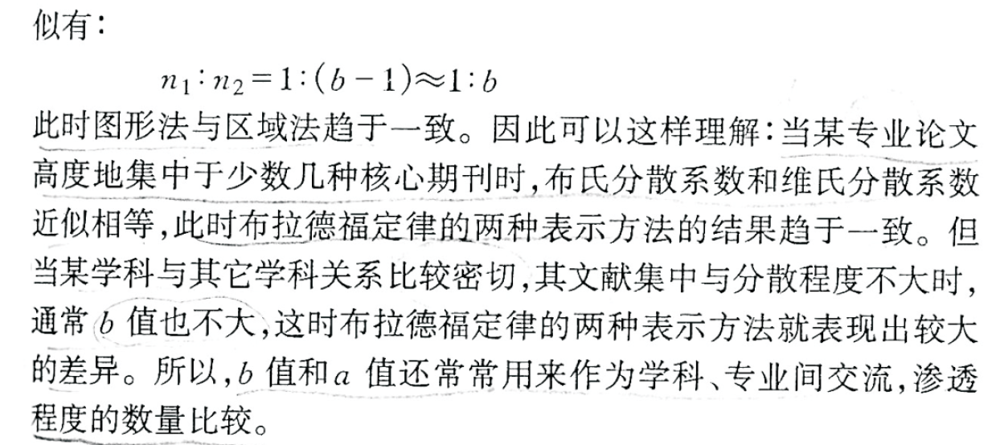 似有：
n₁∶n₂＝1∶(b－1)≈1∶b
此时图形法与区域法趋于一致。因此可以这样理解：当某专业论文
高度地集中于少数几种核心期刊时，布氏分散系数和维氏分散系数
近似相等，此时布拉德福定律的两种表示方法的结果趋于一致。但
当某学科与其它学科关系比较密切，其文献集中与分散程度不大时，
通常 b 值也不大，这时布拉德福定律的两种表示方法就表现出较大
的差异。所以，b 值和 a 值还常常用来作为学科、专业间交流，渗透
程度的数量比较。